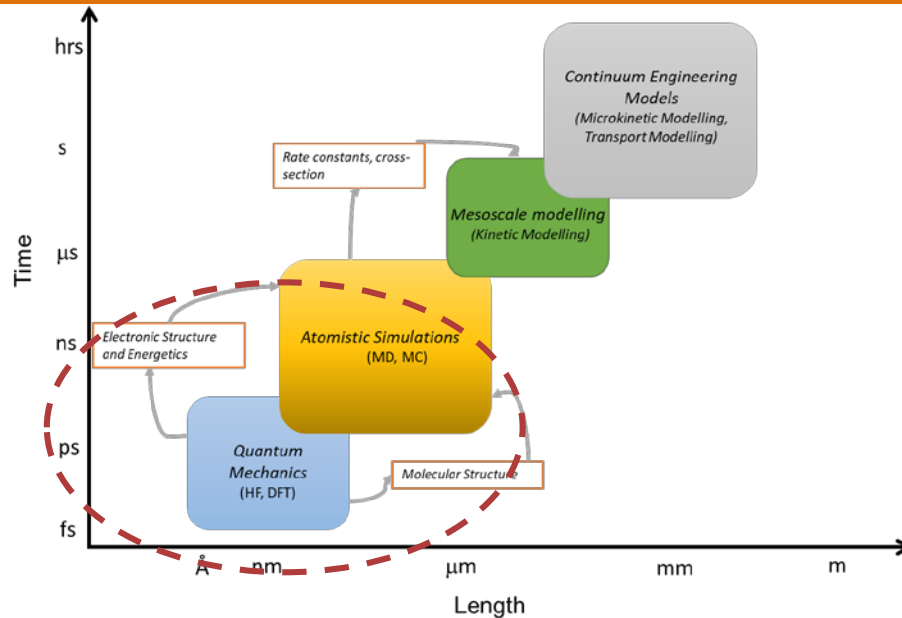 hrs
Continuum Engineering
Models
(Microkinetic Modelling,
Transport Modelling)
s
Rate constants, cross-
section
Mesoscale modelling
(Kinetic Modelling)
μs
Time
ns
Electronic Structure
and Energetics
Atomistic Simulations
(MD, MC)
ps
Quantum
Mechanics
(HF, DFT)
Molecular Structure
fs
Å
nm
μm
mm
m
Length